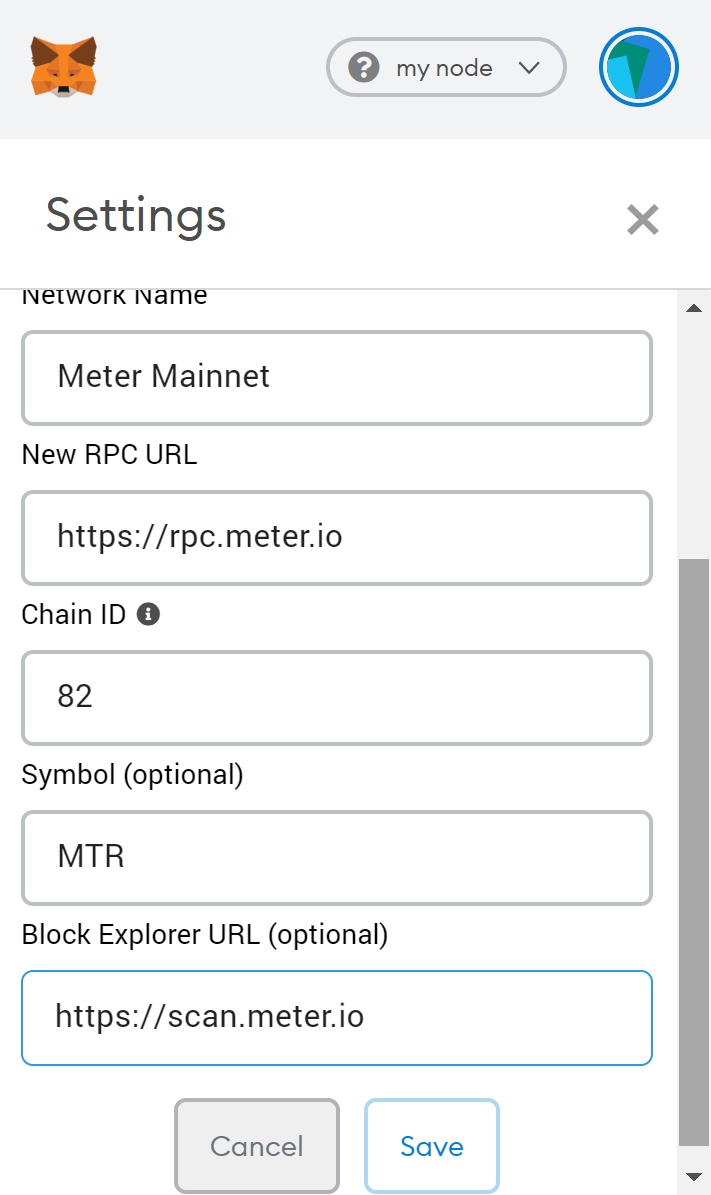 my node
Settings
Network Name
Meter Mainnet
New RPC URL
https://rpc.meter.io
Chain ID
82
Symbol (optional)
MTR
Block Explorer URL (optional)
https://scan.meter.io
Cancel
Save